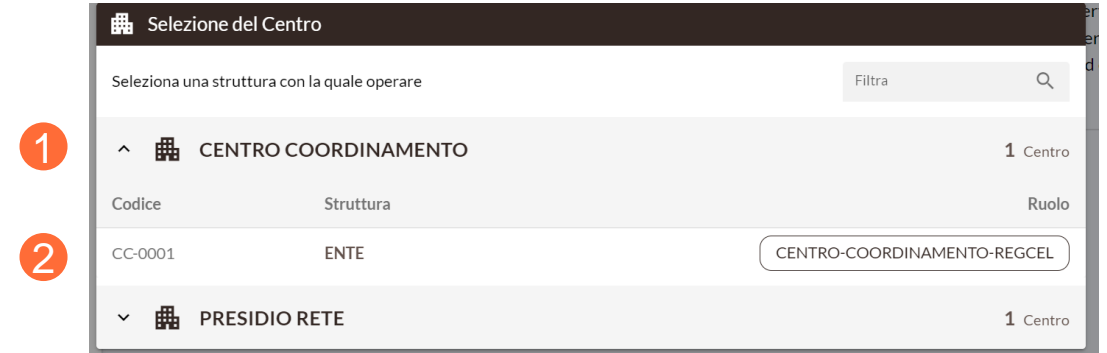 Selezione del Centro
Seleziona una struttura con la quale operare
Filtra
1
CENTRO COORDINAMENTO
1 Centro
Codice Struttura Ruolo
2
CC-0001 ENTE CENTRO-COORDINAMENTO-REGCEL
PRESIDIO RETE
1 Centro